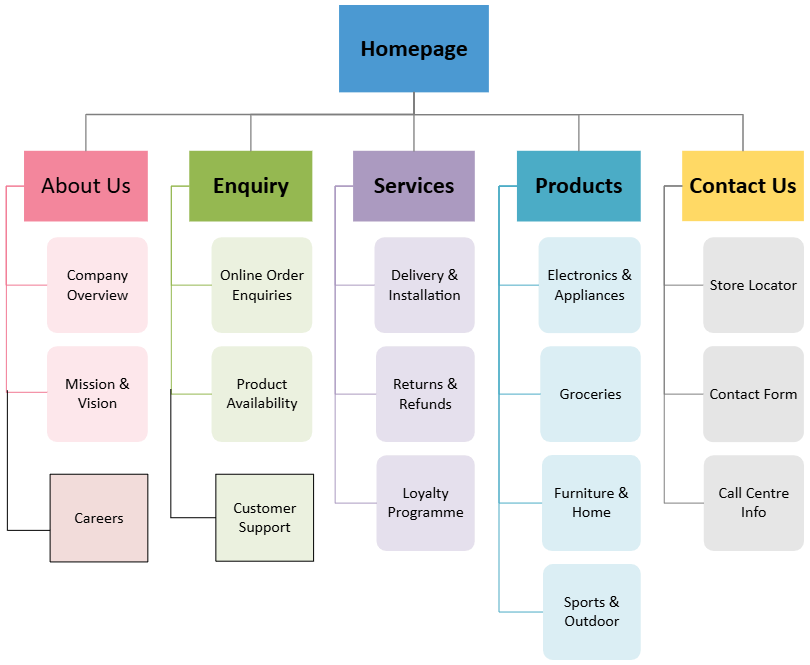 Homepage
About Us
Enquiry
Services
Products
Contact Us
Company
Overview
Mission &
Vision
Careers
Online Order
Enquiries
Product
Availability
Customer
Support
Delivery &
Installation
Returns &
Refunds
Loyalty
Programme
Electronics &
Appliances
Groceries
Furniture &
Home
Sports &
Outdoor
Store Locator
Contact Form
Call Centre
Info